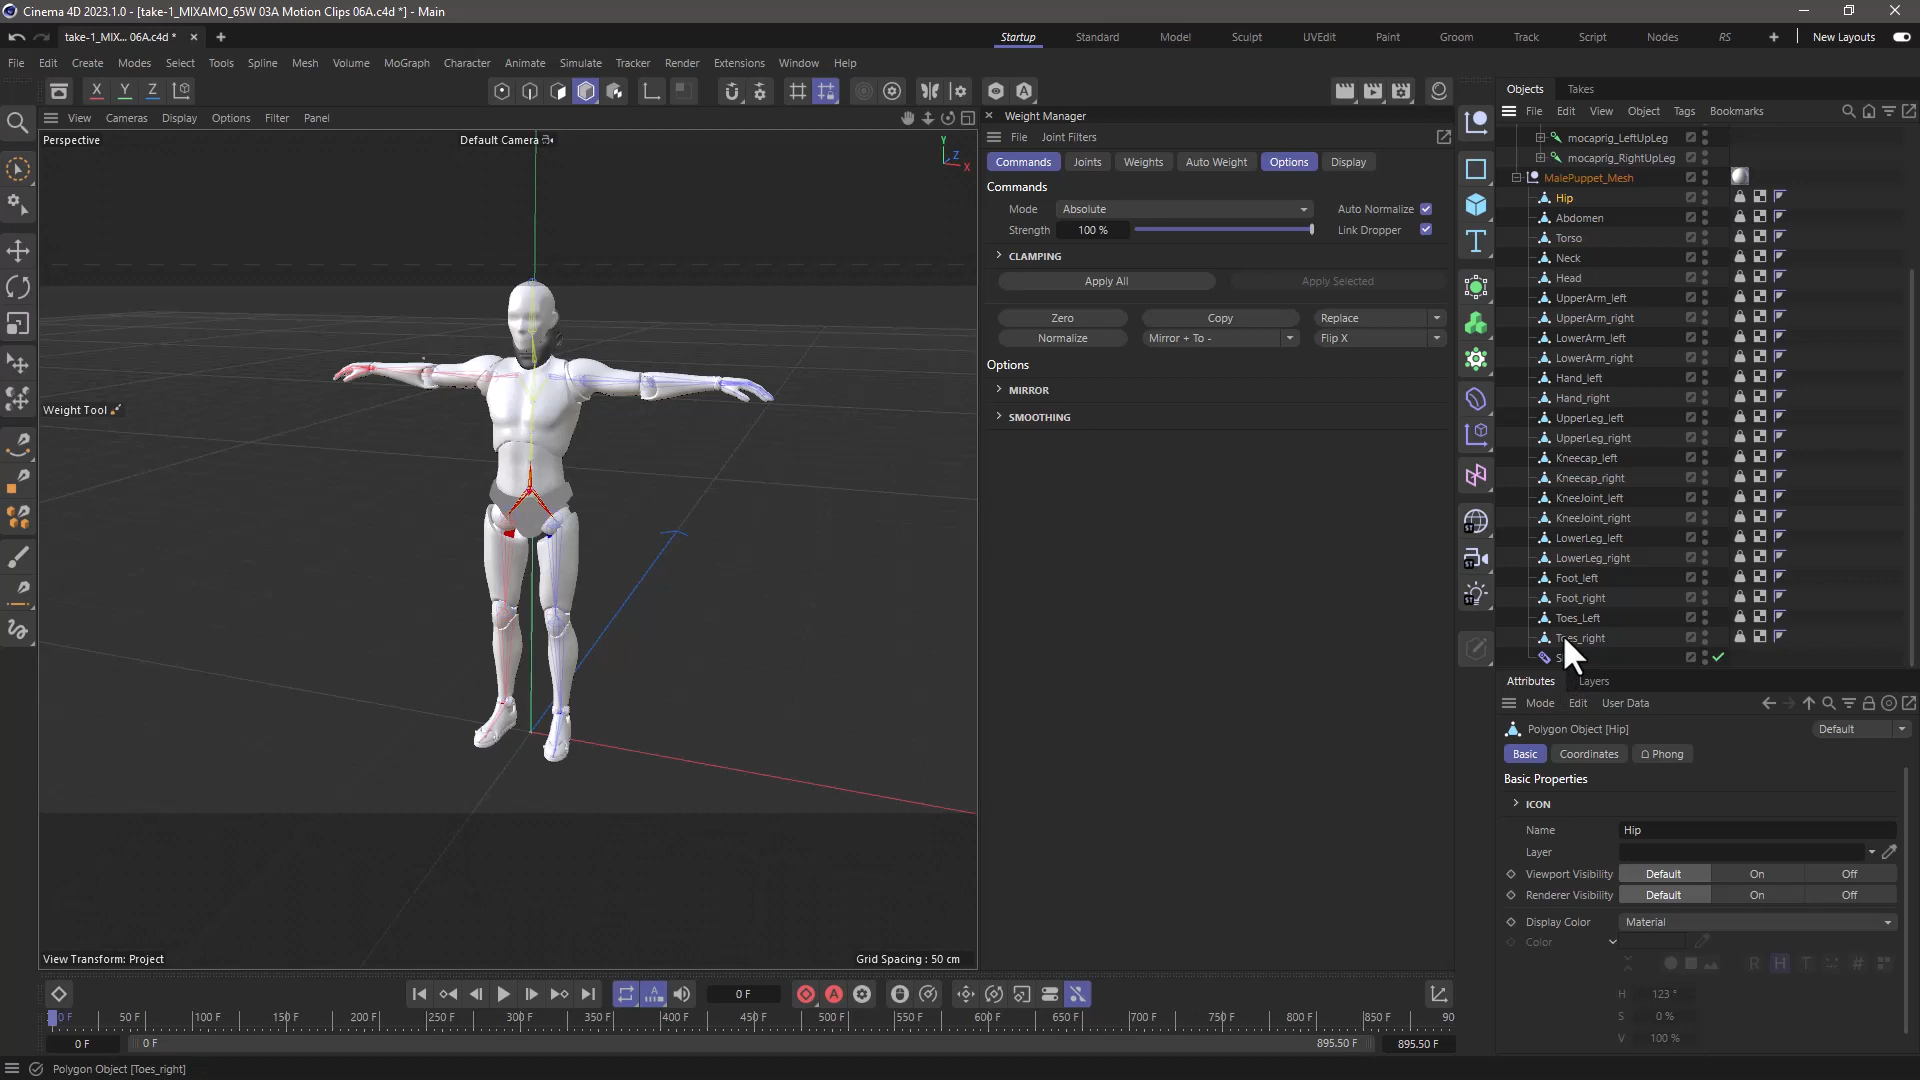 Cinema 4D 2023.1.0 - [take-1_MIXAMO_65W 03A Motion Clips 06A.c4d *] - Main
take-1_MIX... 06A.c4d *
Startup Standard Model Sculpt UVEdit Paint Groom Track Script Nodes RS New Layouts
File Edit Create Modes Select Tools Spline Mesh Volume MoGraph Character Animate Simulate Tracker Render Extensions Window Help
X Y Z
Objects Takes
File Edit View Object Tags Bookmarks
View Cameras Display Options Filter Panel
Perspective
Default Camera
Y
Z
X
Weight Tool
View Transform: Project
Grid Spacing : 50 cm
Weight Manager
File Joint Filters
Commands Joints Weights Auto Weight Options Display
Commands
Mode Absolute Auto Normalize
Strength 100 % Link Dropper
CLAMPING
Apply All Apply Selected
Zero Copy Replace
Normalize Mirror + To - Flip X
Options
MIRROR
SMOOTHING
ST
ST
ST
mocaprig_LeftUpLeg
mocaprig_RightUpLeg
MalePuppet_Mesh
Hip
Abdomen
Torso
Neck
Head
UpperArm_left
UpperArm_right
LowerArm_left
LowerArm_right
Hand_left
Hand_right
UpperLeg_left
UpperLeg_right
Kneecap_left
Kneecap_right
KneeJoint_left
KneeJoint_right
LowerLeg_left
LowerLeg_right
Foot_left
Foot_right
Toes_Left
Toes_right
Attributes Layers
Mode Edit User Data
Polygon Object [Hip] Default
Basic Coordinates Phong
Basic Properties
ICON
Name Hip
Layer
Viewport Visibility Default On Off
Renderer Visibility Default On Off
Display Color Material
Color
R H T #
H 123 °
S 0 %
V 100 %
0 F
0 F 50 F 100 F 150 F 200 F 250 F 300 F 350 F 400 F 450 F 500 F 550 F 600 F 650 F 700 F 750 F 800 F 850 F 90
0 F 0 F 895.50 F 895.50 F
Polygon Object [Toes_right]